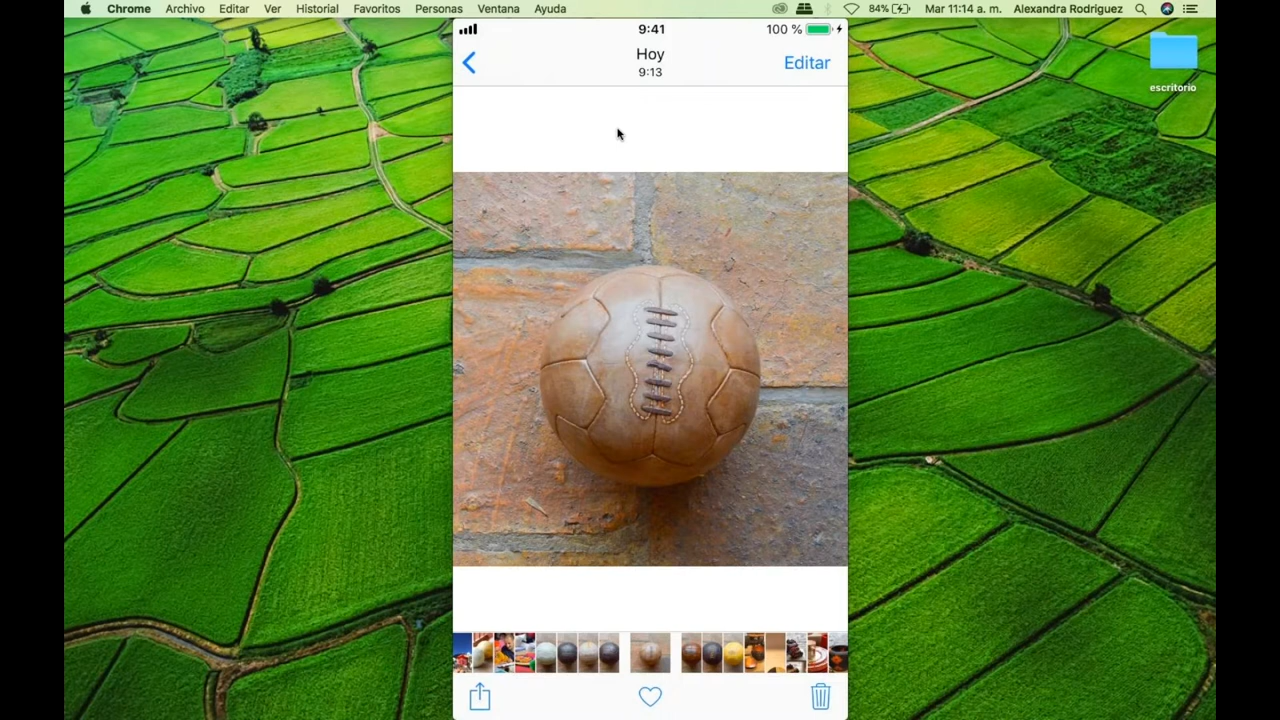 Chrome Archivo Editar Ver Historial Favoritos Personas Ventana Ayuda 84% Mar 11:14 a. m. Alexandra Rodriguez
9:41 100 %
Hoy
9:13
Editar
escritorio